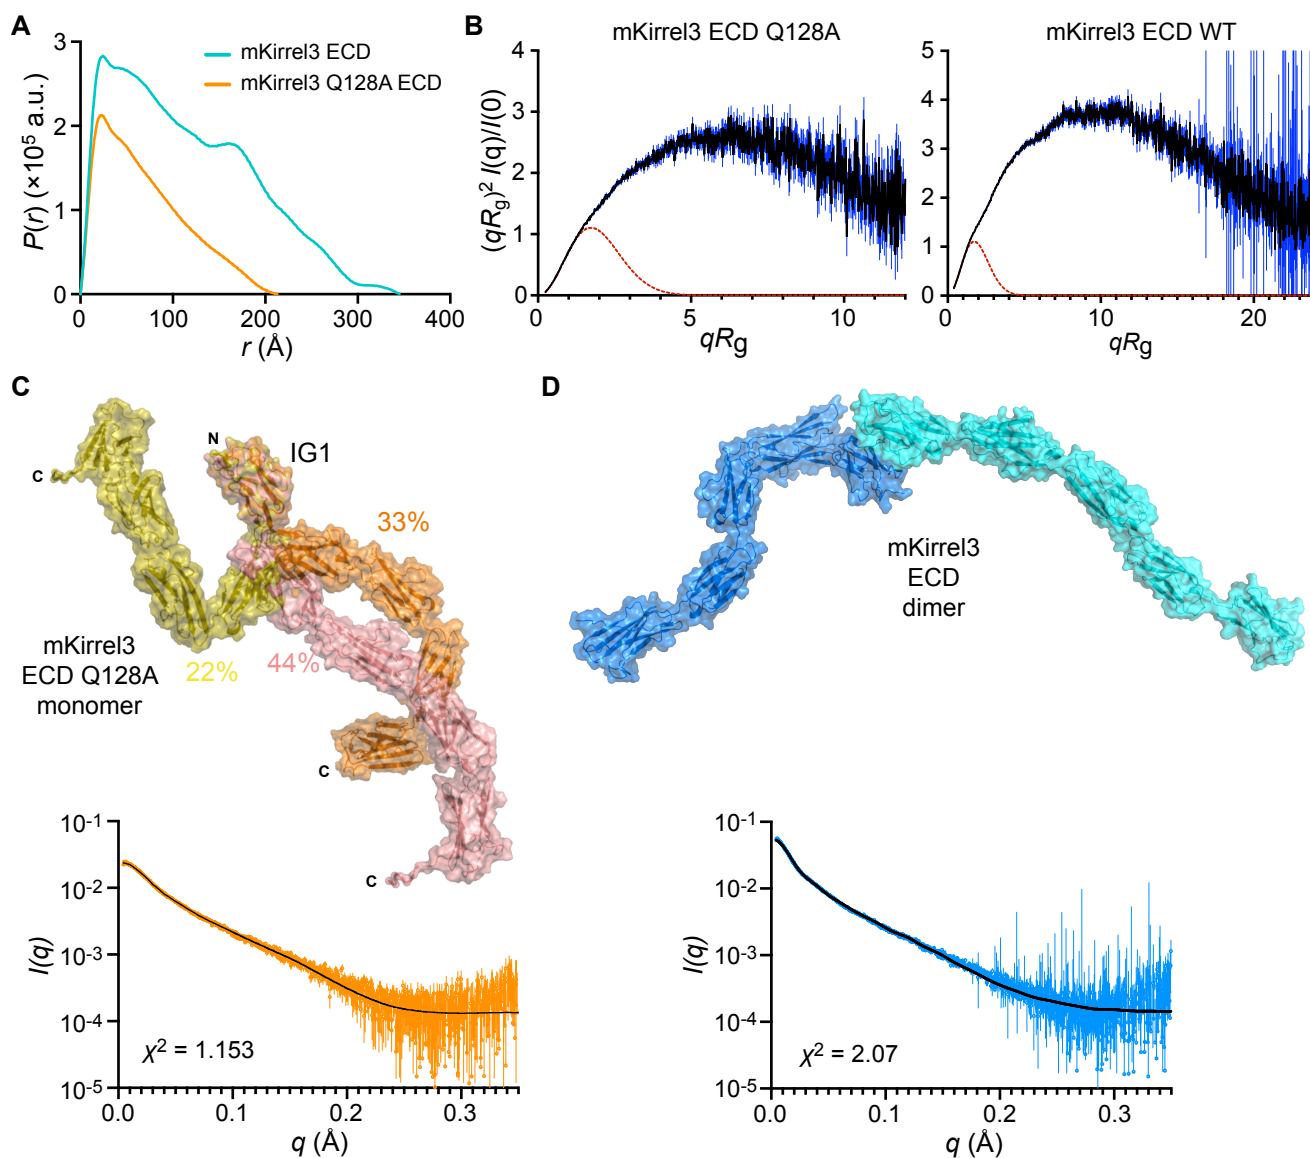 A
P(r) (×10⁵ a.u.)
3
2
1
0
mKirrel3 ECD
mKirrel3 Q128A ECD
0 100 200 300 400
r (Å)
B
mKirrel3 ECD Q128A
mKirrel3 ECD WT
(qRg)² I(q)/I(0)
4
3
2
1
0
0 5 10
qRg
5
4
3
2
1
0
0 10 20
qRg
C
N
IG1
C
33%
mKirrel3
ECD Q128A
monomer
22%
44%
C
C
D
mKirrel3
ECD
dimer
I(q)
10⁻¹
10⁻²
10⁻³
10⁻⁴
10⁻⁵
χ² = 1.153
0.0 0.1 0.2 0.3
q (Å)
I(q)
10⁻¹
10⁻²
10⁻³
10⁻⁴
10⁻⁵
χ² = 2.07
0.0 0.1 0.2 0.3
q (Å)